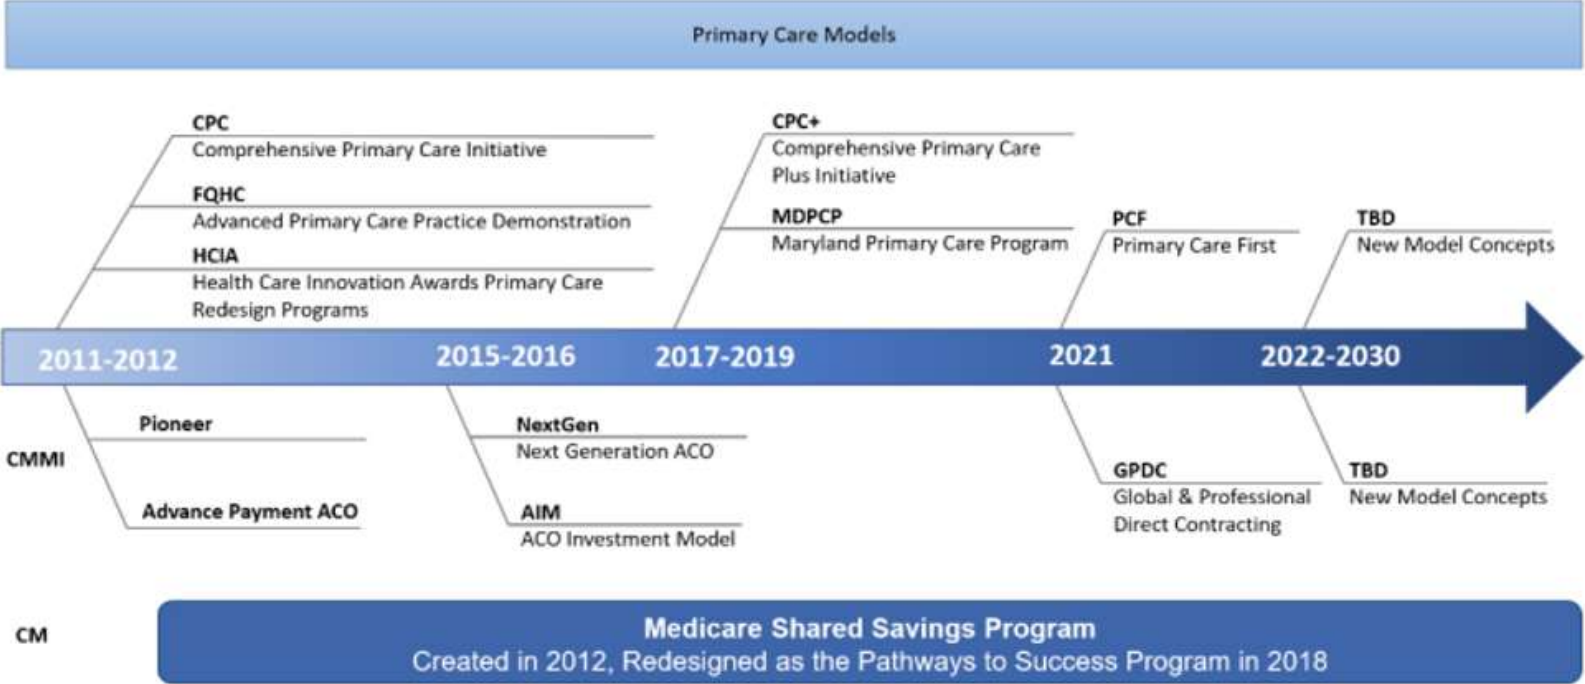 Primary Care Models
CPC
Comprehensive Primary Care Initiative
FQHC
Advanced Primary Care Practice Demonstration
HCIA
Health Care Innovation Awards Primary Care
Redesign Programs
CPC+
Comprehensive Primary Care
Plus Initiative
MDPCP
Maryland Primary Care Program
PCF
Primary Care First
TBD
New Model Concepts
2011-2012
2015-2016
2017-2019
2021
2022-2030
CMMI
Pioneer
Advance Payment ACO
NextGen
Next Generation ACO
AIM
ACO Investment Model
GPDC
Global & Professional
Direct Contracting
TBD
New Model Concepts
CM
Medicare Shared Savings Program
Created in 2012, Redesigned as the Pathways to Success Program in 2018